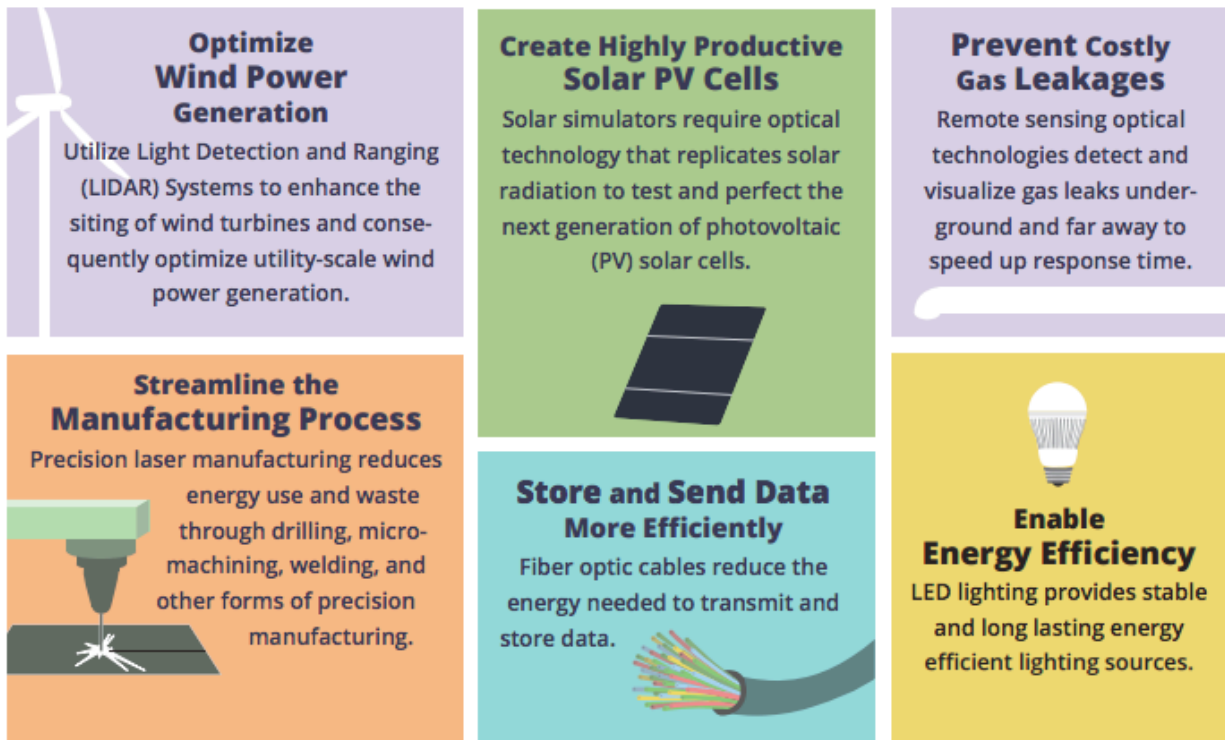 Optimize
Wind Power
Generation
Utilize Light Detection and Ranging
(LIDAR) Systems to enhance the
siting of wind turbines and conse-
quently optimize utility-scale wind
power generation.
Create Highly Productive
Solar PV Cells
Solar simulators require optical
technology that replicates solar
radiation to test and perfect the
next generation of photovoltaic
(PV) solar cells.
Prevent Costly
Gas Leakages
Remote sensing optical
technologies detect and
visualize gas leaks under-
ground and far away to
speed up response time.
Streamline the
Manufacturing Process
Precision laser manufacturing reduces
energy use and waste
through drilling, micro-
machining, welding, and
other forms of precision
manufacturing.
Store and Send Data
More Efficiently
Fiber optic cables reduce the
energy needed to transmit and
store data.
Enable
Energy Efficiency
LED lighting provides stable
and long lasting energy
efficient lighting sources.